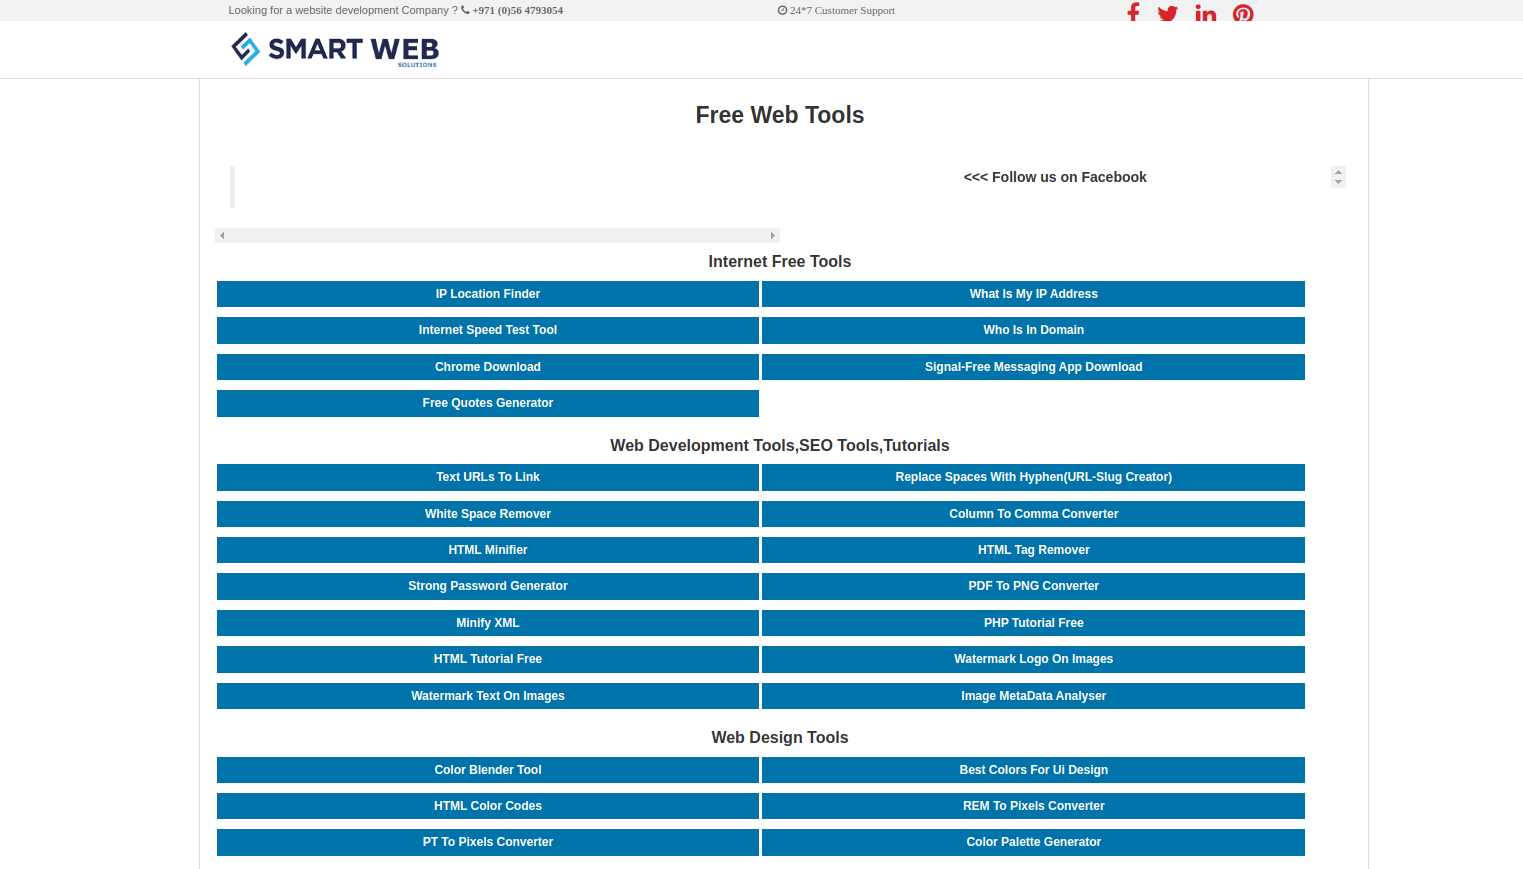 Looking for a website development Company ? +971 (0)56 4793054
24*7 Customer Support
SMART WEB
SOLUTIONS
Free Web Tools
<<< Follow us on Facebook
Internet Free Tools
IP Location Finder
What Is My IP Address
Internet Speed Test Tool
Who Is In Domain
Chrome Download
Signal-Free Messaging App Download
Free Quotes Generator
Web Development Tools,SEO Tools,Tutorials
Text URLs To Link
Replace Spaces With Hyphen(URL-Slug Creator)
White Space Remover
Column To Comma Converter
HTML Minifier
HTML Tag Remover
Strong Password Generator
PDF To PNG Converter
Minify XML
PHP Tutorial Free
HTML Tutorial Free
Watermark Logo On Images
Watermark Text On Images
Image MetaData Analyser
Web Design Tools
Color Blender Tool
Best Colors For Ui Design
HTML Color Codes
REM To Pixels Converter
PT To Pixels Converter
Color Palette Generator